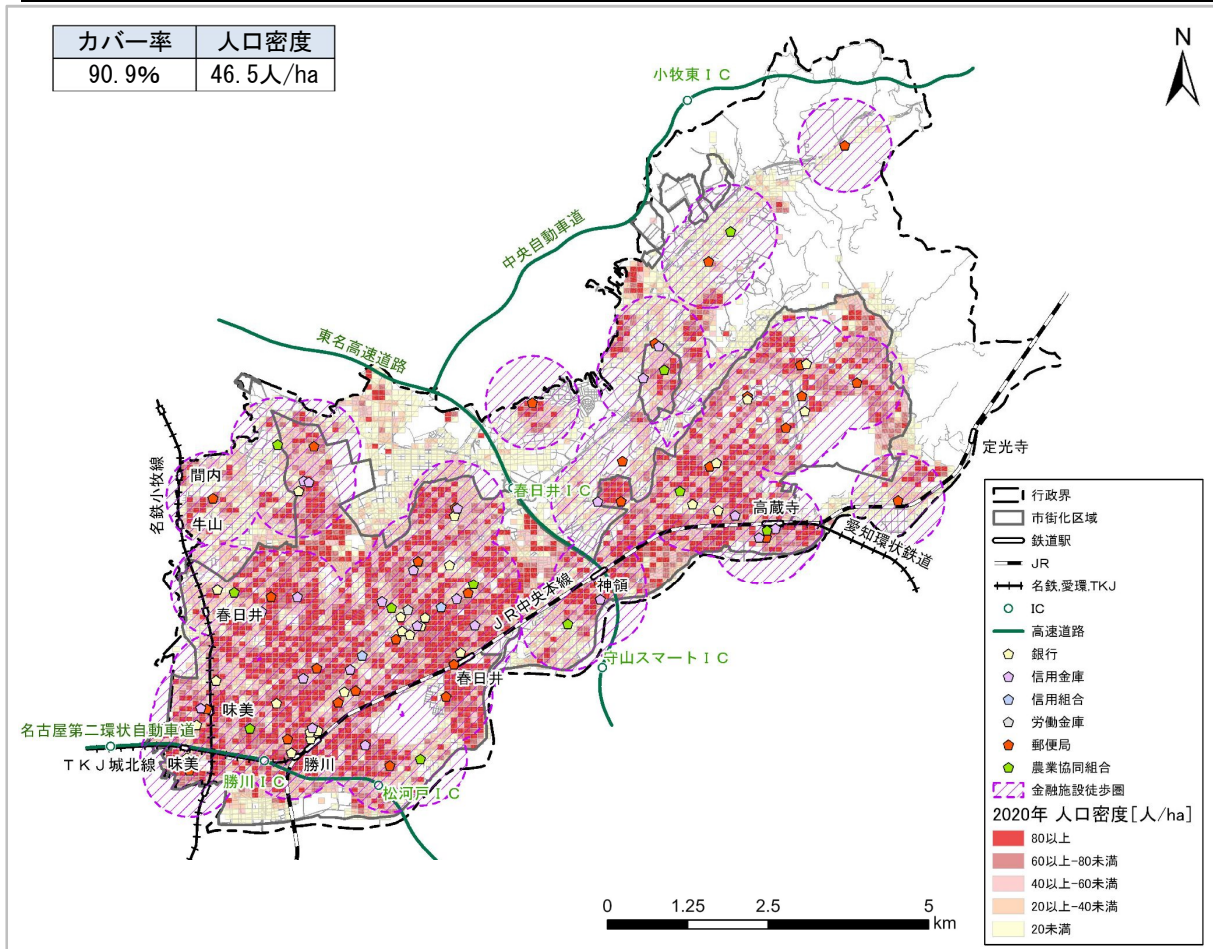 カバー率 人口密度
90.9% 46.5人/ha
N
小牧東IC
中央自動車道
東名高速道路
名鉄小牧線
定光寺
間内
春日井IC
牛山
高蔵寺
愛知環状鉄道
神領
JR中央本線
春日井
守山スマートIC
春日井
味美
名古屋第二環状自動車道
TKJ城北線
味美
勝川
勝川IC
松河戸IC
行政界
市街化区域
鉄道駅
JR
名鉄,愛環,TKJ
IC
高速道路
銀行
信用金庫
信用組合
労働金庫
郵便局
農業協同組合
金融施設徒歩圏
2020年 人口密度[人/ha]
80以上
60以上-80未満
40以上-60未満
20以上-40未満
20未満
0 1.25 2.5 5
km